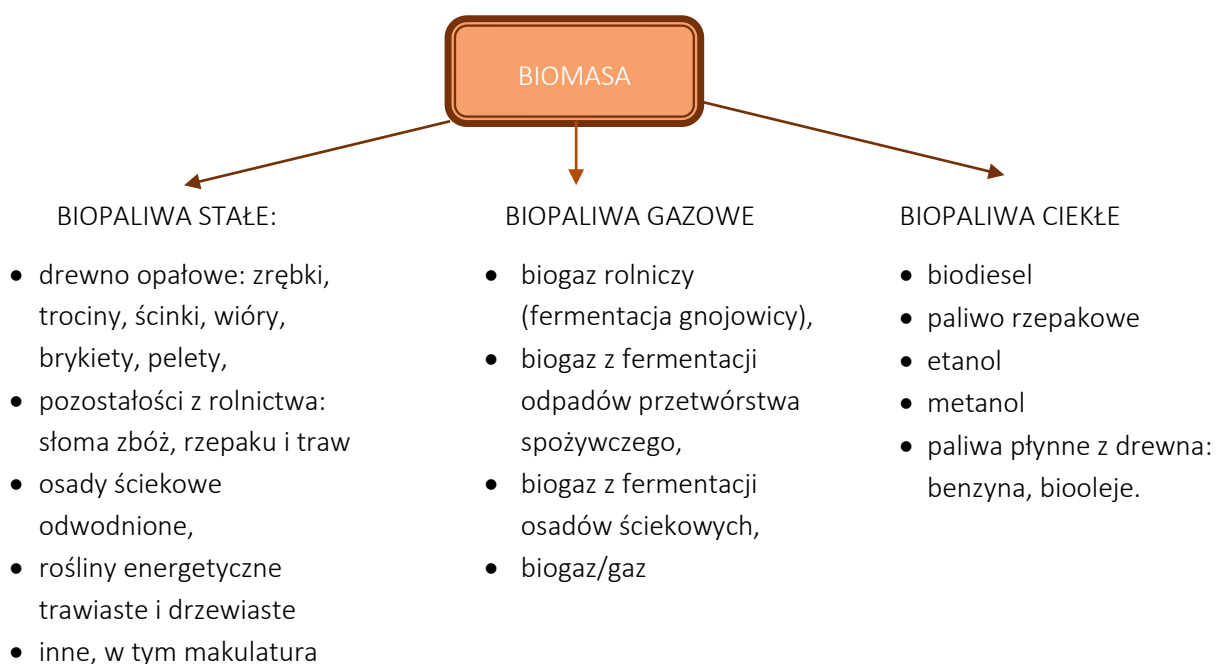 BIOMASA
BIOPALIWA STAŁE:
• drewno opałowe: zrębki,
trociny, ścinki, wióry,
brykiety, pelety,
• pozostałości z rolnictwa:
słoma zbóż, rzepaku i traw
• osady ściekowe
odwodnione,
• rośliny energetyczne
trawiaste i drzewiaste
• inne, w tym makulatura
BIOPALIWA GAZOWE
• biogaz rolniczy
(fermentacja gnojowicy),
• biogaz z fermentacji
odpadów przetwórstwa
spożywczego,
• biogaz z fermentacji
osadów ściekowych,
• biogaz/gaz
BIOPALIWA CIEKŁE
• biodiesel
• paliwo rzepakowe
• etanol
• metanol
• paliwa płynne z drewna:
benzyna, biooleje.